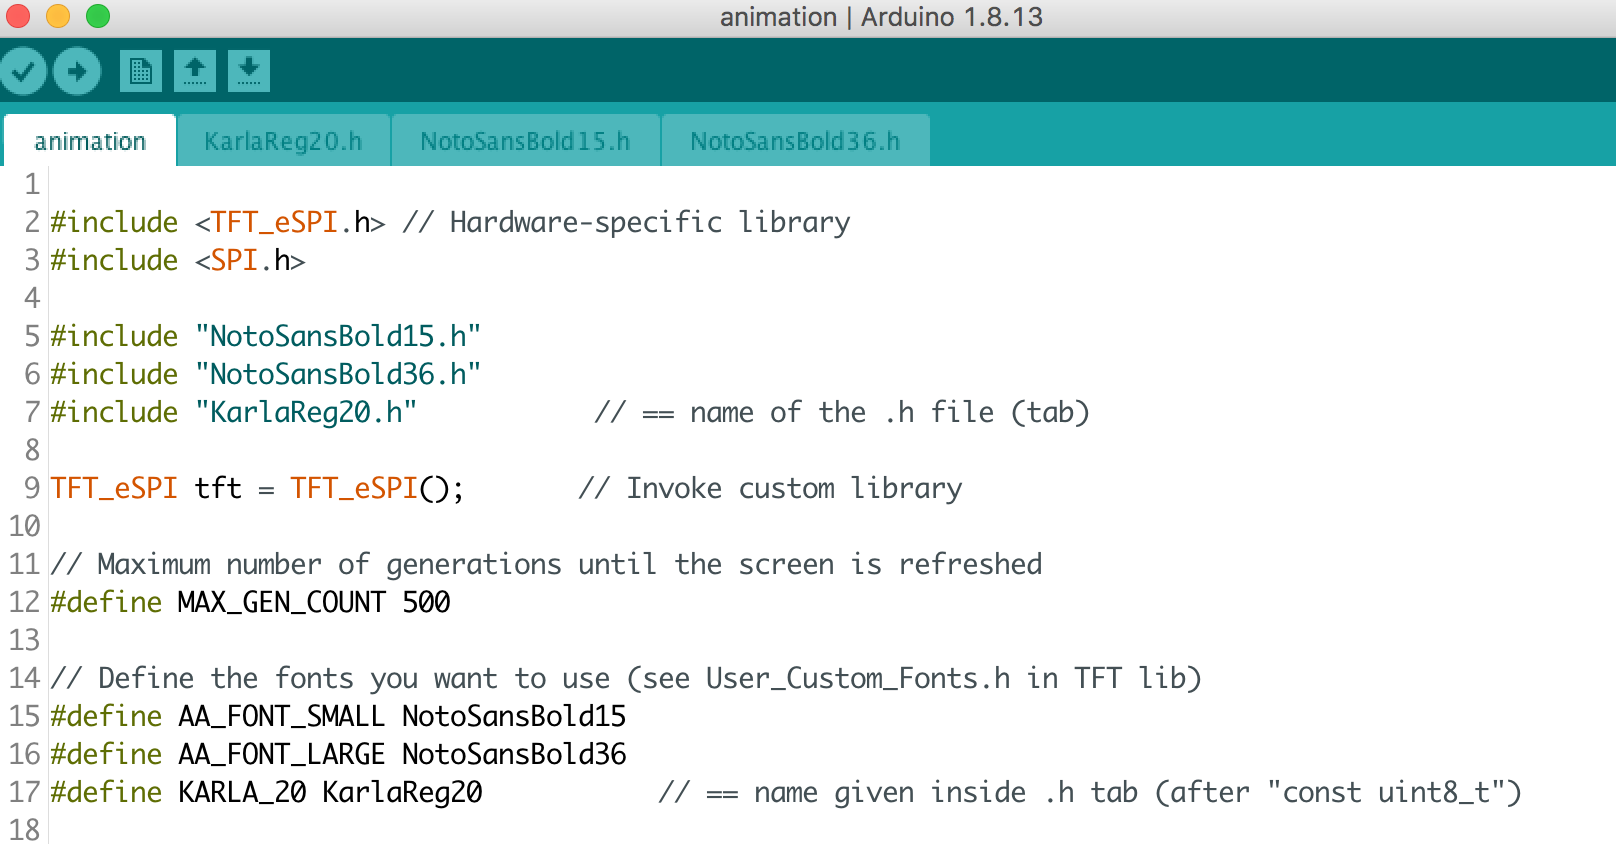 animation | Arduino 1.8.13
animation KarlaReg20.h NotoSansBold15.h NotoSansBold36.h
1
2 #include <TFT_eSPI.h> // Hardware-specific library
3 #include <SPI.h>
4
5 #include "NotoSansBold15.h"
6 #include "NotoSansBold36.h"
7 #include "KarlaReg20.h" // == name of the .h file (tab)
8
9 TFT_eSPI tft = TFT_eSPI(); // Invoke custom library
10
11 // Maximum number of generations until the screen is refreshed
12 #define MAX_GEN_COUNT 500
13
14 // Define the fonts you want to use (see User_Custom_Fonts.h in TFT lib)
15 #define AA_FONT_SMALL NotoSansBold15
16 #define AA_FONT_LARGE NotoSansBold36
17 #define KARLA_20 KarlaReg20 // == name given inside .h tab (after "const uint8_t")
18